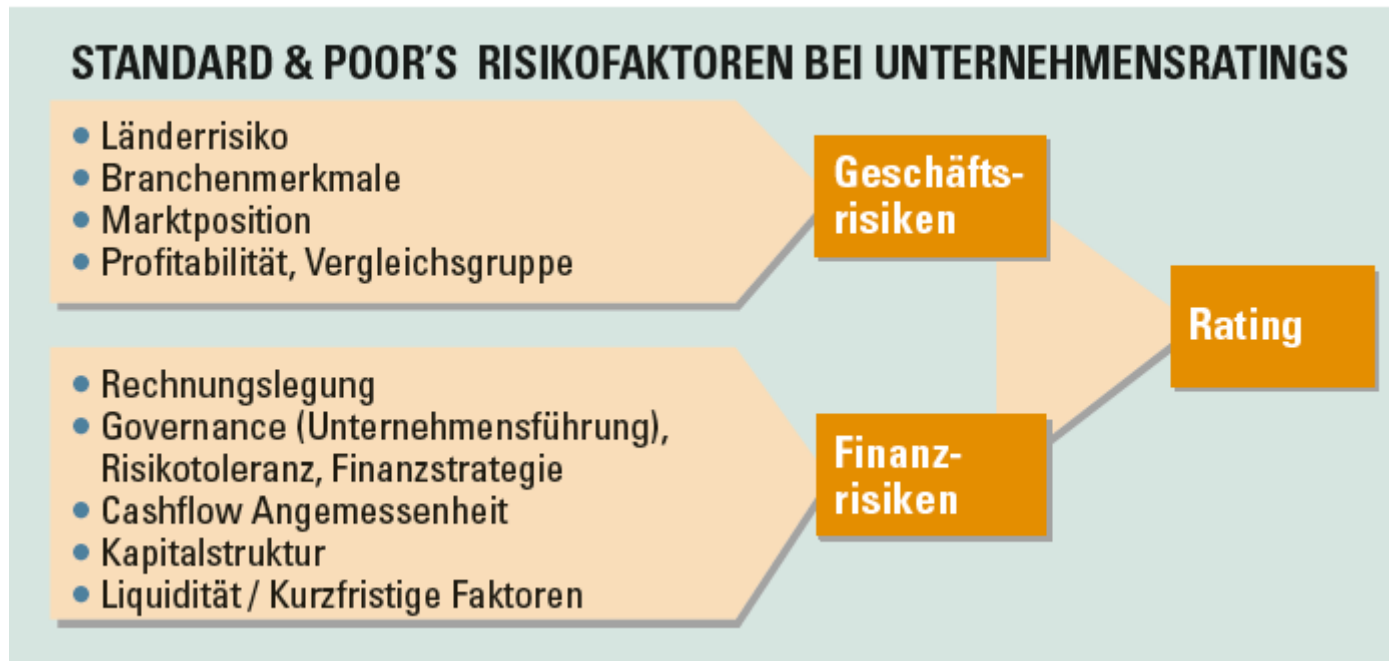 STANDARD & POOR'S RISIKOFAKTOREN BEI UNTERNEHMENSRATINGS
• Länderrisiko
• Branchenmerkmale
• Marktposition
• Profitabilität, Vergleichsgruppe
Geschäfts-
risiken
• Rechnungslegung
• Governance (Unternehmensführung),
Risikotoleranz, Finanzstrategie
• Cashflow Angemessenheit
• Kapitalstruktur
• Liquidität / Kurzfristige Faktoren
Finanz-
risiken
Rating